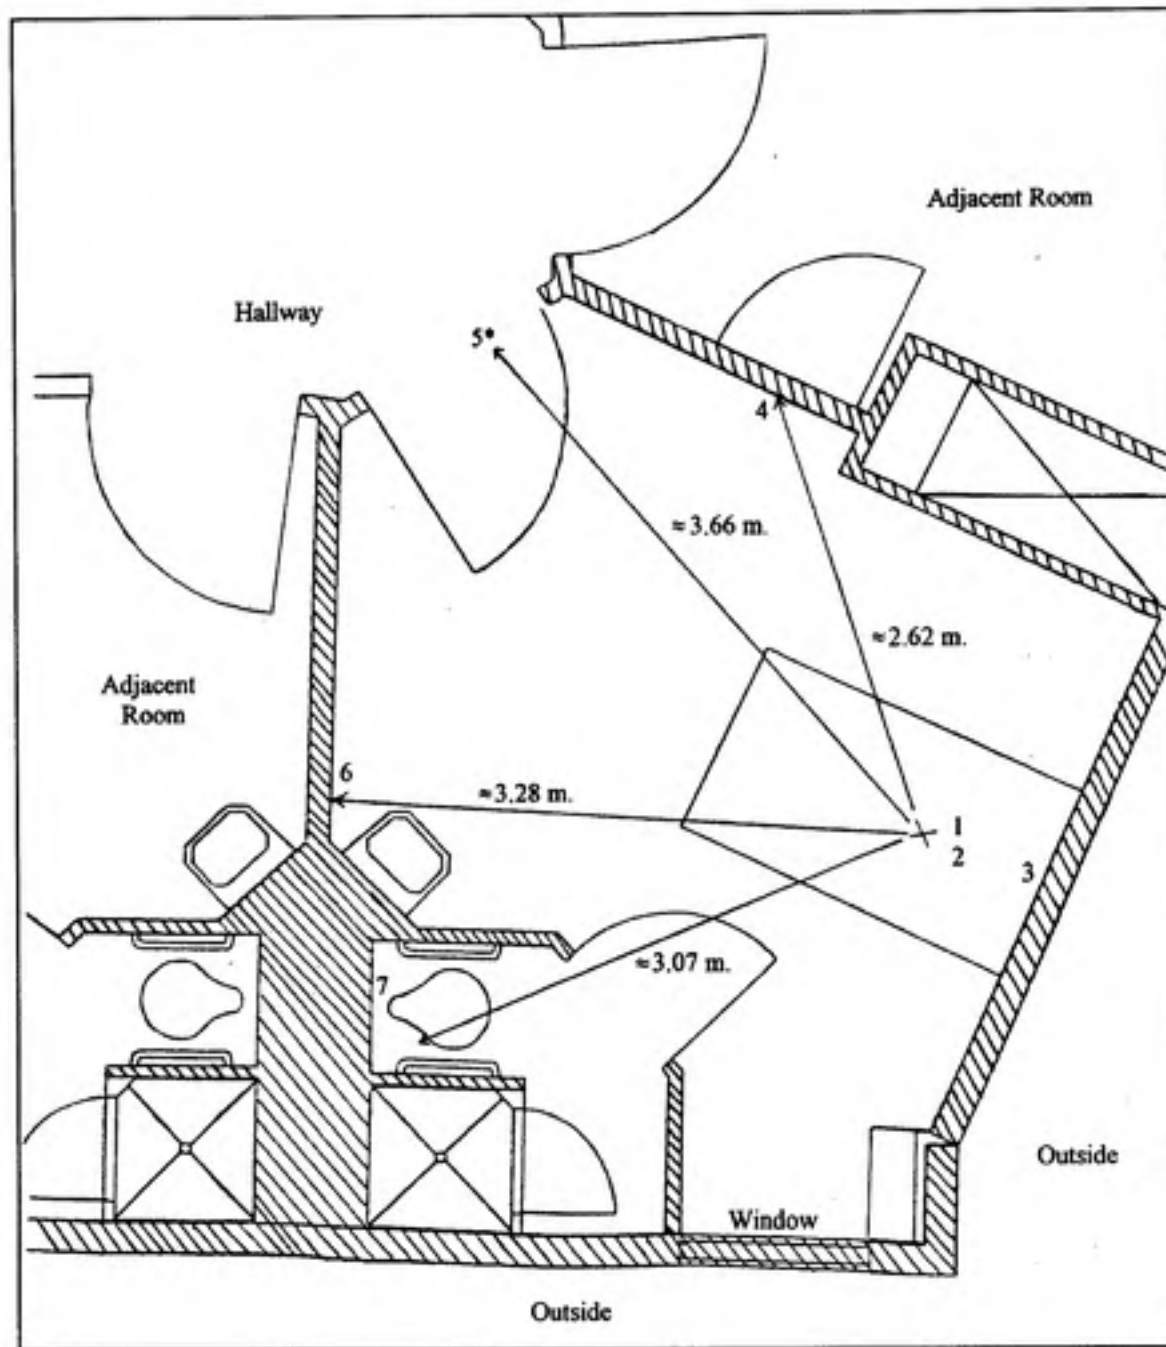 Adjacent Room
Hallway
5*
4
≈3.66 m.
≈2.62 m.
Adjacent
Room
6
≈3.28 m.
1
2
3
≈3.07 m.
7
Outside
Window
Outside